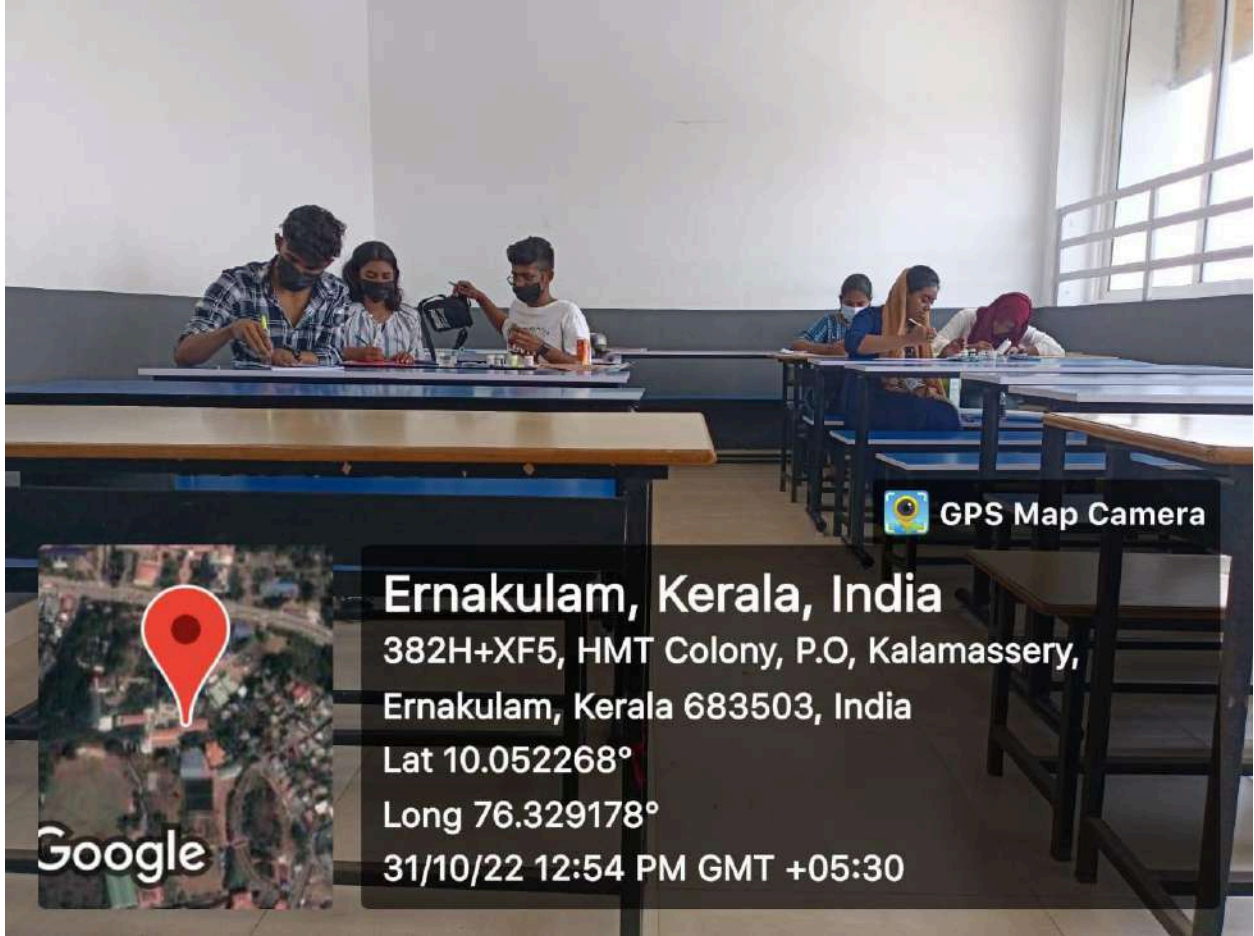 GPS Map Camera
Ernakulam, Kerala, India
382H+XF5, HMT Colony, P.O, Kalamassery,
Ernakulam, Kerala 683503, India
Lat 10.052268°
Long 76.329178°
31/10/22 12:54 PM GMT +05:30
Google